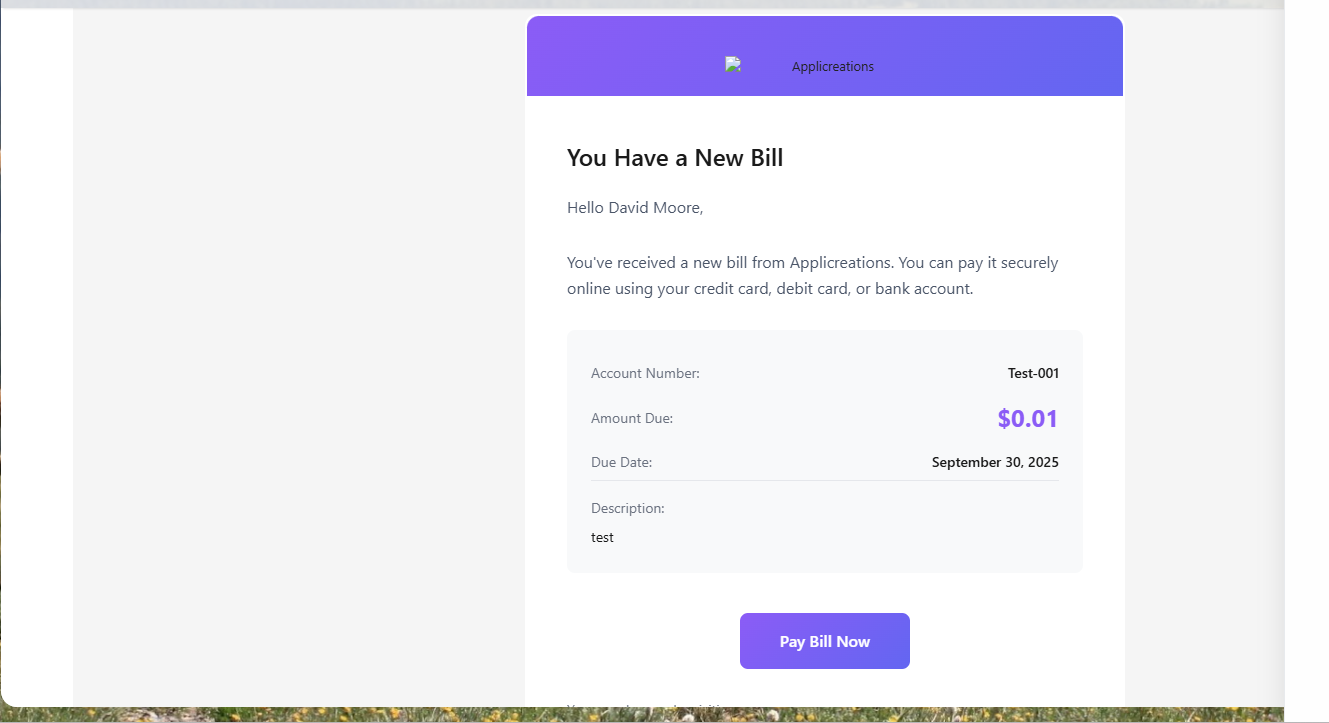 Applicreations
You Have a New Bill
Hello David Moore,
You've received a new bill from Applicreations. You can pay it securely
online using your credit card, debit card, or bank account.
Account Number: Test-001
Amount Due: $0.01
Due Date: September 30, 2025
Description:
test
Pay Bill Now